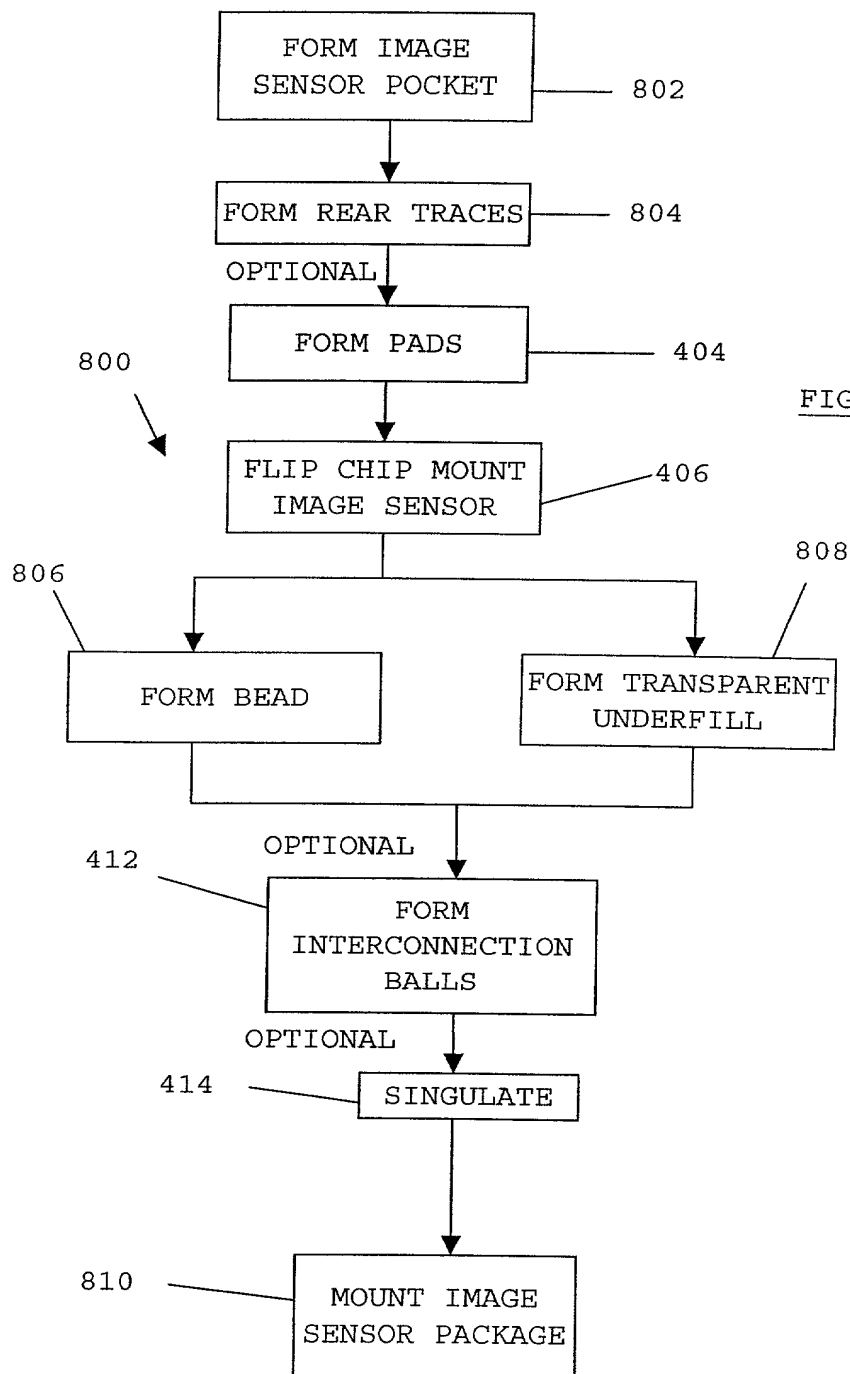 FORM IMAGE
SENSOR POCKET
802
FORM REAR TRACES
804
OPTIONAL
FORM PADS
404
800
FIG
FLIP CHIP MOUNT
IMAGE SENSOR
406
806
808
FORM BEAD
FORM TRANSPARENT
UNDERFILL
OPTIONAL
412
FORM
INTERCONNECTION
BALLS
OPTIONAL
414
SINGULATE
810
MOUNT IMAGE
SENSOR PACKAGE